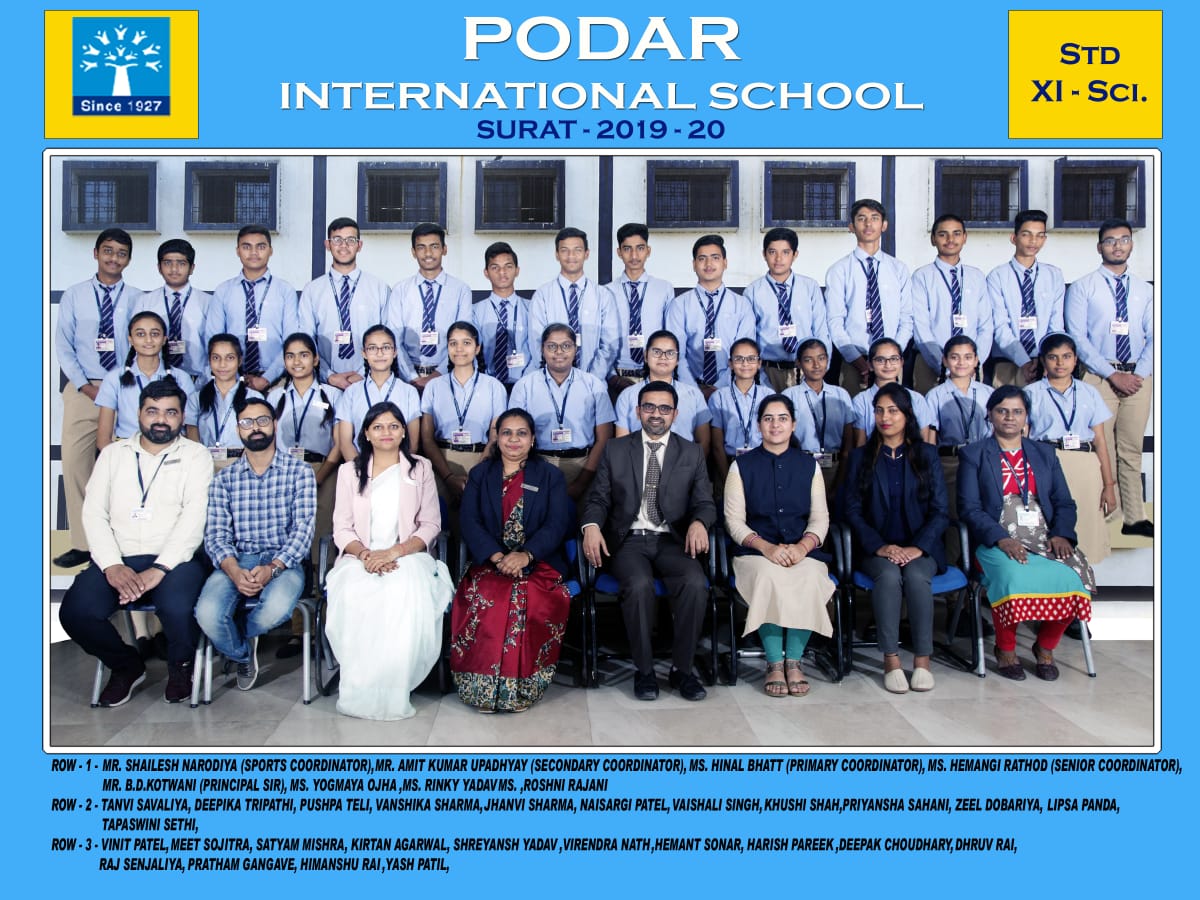 Since 1927
PODAR
INTERNATIONAL SCHOOL
SURAT - 2019 - 20
STD
XI - SCI.
ROW - 1 - MR. SHAILESH NARODIYA (SPORTS COORDINATOR),MR. AMIT KUMAR UPADHYAY (SECONDARY COORDINATOR), MS. HINAL BHATT (PRIMARY COORDINATOR), MS. HEMANGI RATHOD (SENIOR COORDINATOR),
MR. B.D.KOTWANI (PRINCIPAL SIR), MS. YOGMAYA OJHA ,MS. RINKY YADAVMS. ,ROSHNI RAJANI
ROW - 2 - TANVI SAVALIYA, DEEPIKA TRIPATHI, PUSHPA TELI, VANSHIKA SHARMA,JHANVI SHARMA, NAISARGI PATEL, VAISHALI SINGH, KHUSHI SHAH,PRIYANSHA SAHANI, ZEEL DOBARIYA, LIPSA PANDA,
TAPASWINI SETHI,
ROW - 3 - VINIT PATEL, MEET SOJITRA, SATYAM MISHRA, KIRTAN AGARWAL, SHREYANSH YADAV ,VIRENDRA NATH ,HEMANT SONAR, HARISH PAREEK ,DEEPAK CHOUDHARY, DHRUV RAI,
RAJ SENJALIYA, PRATHAM GANGAVE, HIMANSHU RAI ,YASH PATIL,